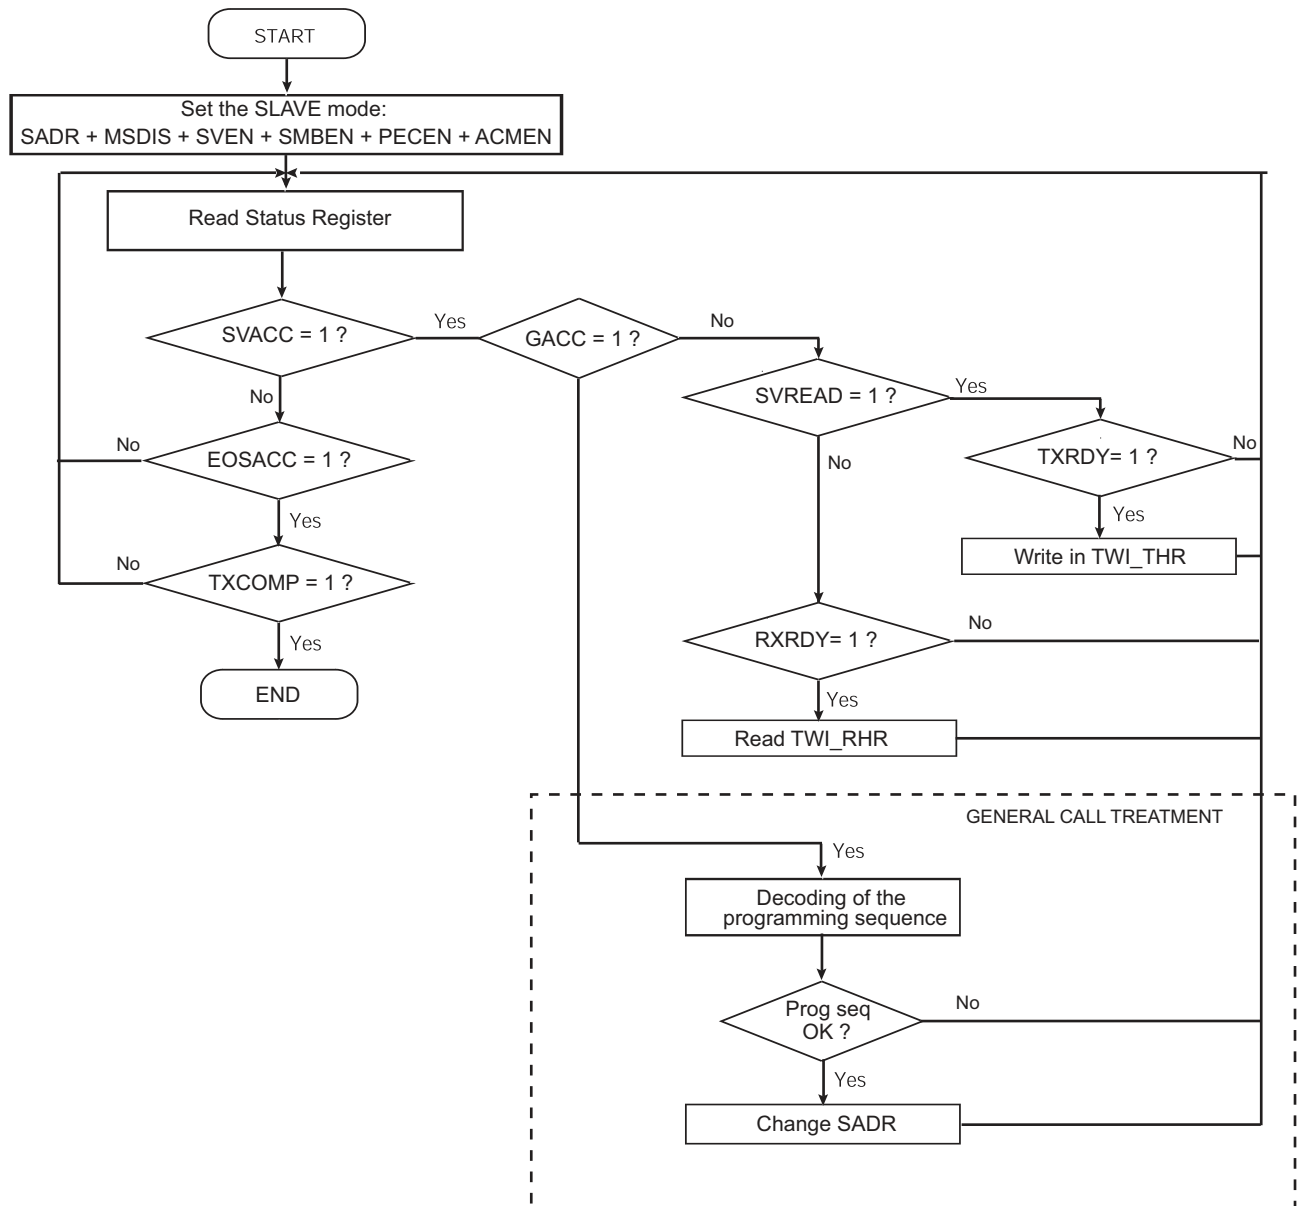 START
Set the SLAVE mode:
SADR + MSDIS + SVEN + SMBEN + PECEN + ACMEN
Read Status Register
SVACC = 1 ?
Yes
GACC = 1 ?
No
SVREAD = 1 ?
Yes
No
No
EOSACC = 1 ?
No
TXRDY= 1 ?
No
Yes
Yes
Write in TWI_THR
No
TXCOMP = 1 ?
RXRDY= 1 ?
No
Yes
END
Yes
Read TWI_RHR
GENERAL CALL TREATMENT
Yes
Decoding of the
programming sequence
Prog seq
OK ?
No
Yes
Change SADR